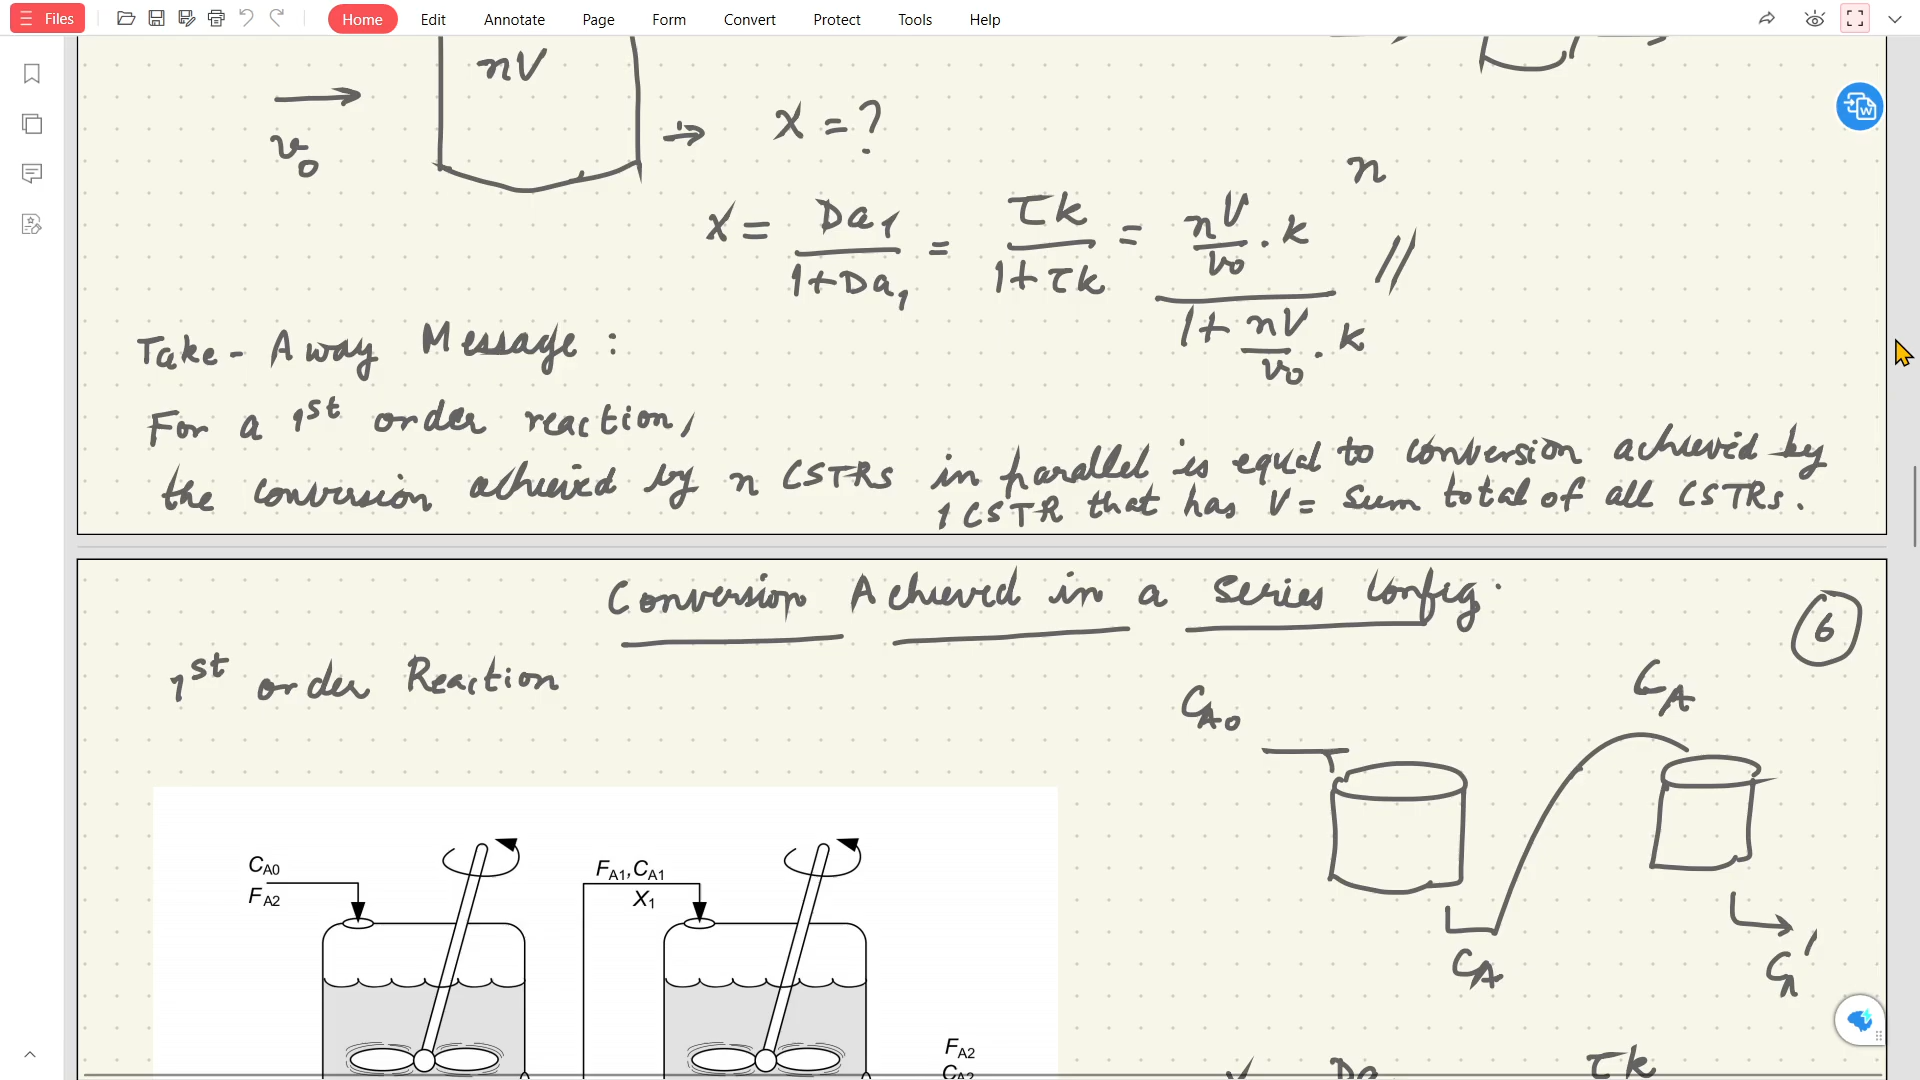 Files
Home Edit Annotate Page Form Convert Protect Tools Help
nV
v0
X = ?
n
X = Da1 / 1+Da1 = τk / 1+τk = nV/v0 . k / 1+ nV/v0 . k //
Take-Away Message :
For a 1st order reaction,
the conversion achieved by n CSTRs in parallel is equal to conversion achieved by
1 CSTR that has V = sum total of all CSTRs.
Conversion Achieved in a Series Config.
6
1st order Reaction
CA0
CA
CA0
FA2
FA1,CA1
X1
CA
CA'
FA2
CA2
Da
τk